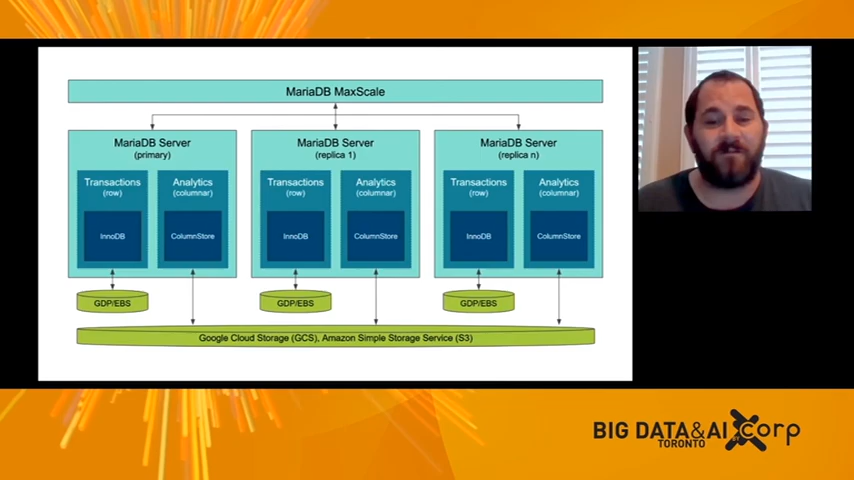 MariaDB MaxScale
MariaDB Server
(primary)
Transactions
(row)
InnoDB
Analytics
(columnar)
ColumnStore
GDP/EBS
MariaDB Server
(replica 1)
Transactions
(row)
InnoDB
Analytics
(columnar)
ColumnStore
GDP/EBS
MariaDB Server
(replica n)
Transactions
(row)
InnoDB
Analytics
(columnar)
ColumnStore
GDP/EBS
Google Cloud Storage (GCS), Amazon Simple Storage Service (S3)
BIG DATA&AI
TORONTO
BY
corp